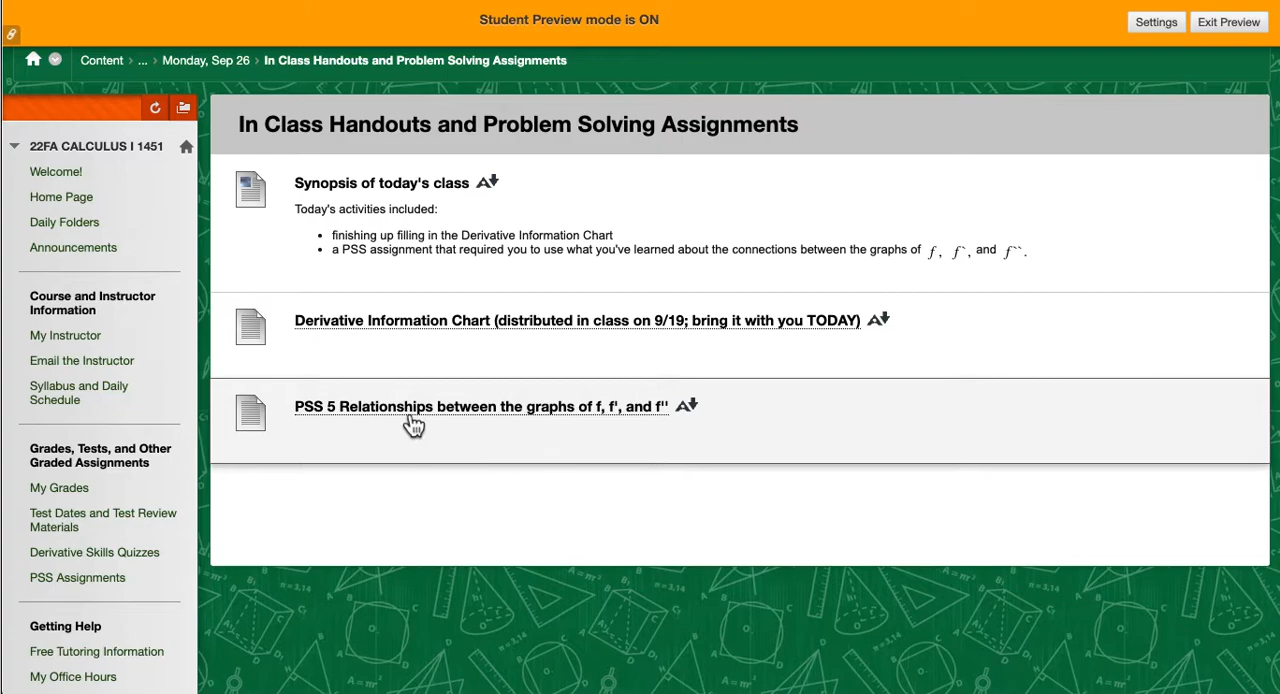 Student Preview mode is ON
Settings
Exit Preview
Content › ... › Monday, Sep 26 › In Class Handouts and Problem Solving Assignments
22FA CALCULUS I 1451
Welcome!
Home Page
Daily Folders
Announcements
Course and Instructor
Information
My Instructor
Email the Instructor
Syllabus and Daily
Schedule
Grades, Tests, and Other
Graded Assignments
My Grades
Test Dates and Test Review
Materials
Derivative Skills Quizzes
PSS Assignments
Getting Help
Free Tutoring Information
My Office Hours
In Class Handouts and Problem Solving Assignments
Synopsis of today's class
Today's activities included:
• finishing up filling in the Derivative Information Chart
• a PSS assignment that required you to use what you've learned about the connections between the graphs of f, f`, and f``.
Derivative Information Chart (distributed in class on 9/19; bring it with you TODAY)
PSS 5 Relationships between the graphs of f, f', and f''